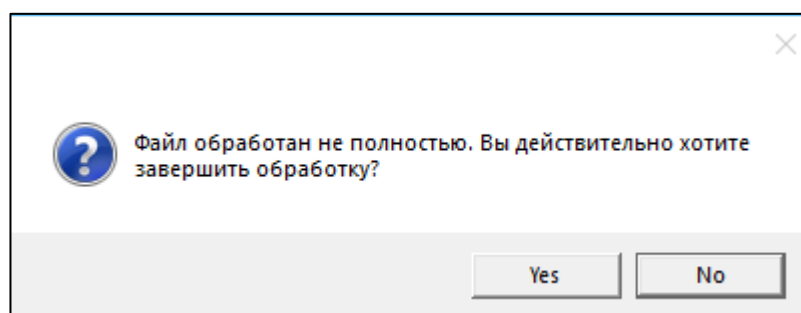 Файл обработан не полностью. Вы действительно хотите
завершить обработку?
Yes
No